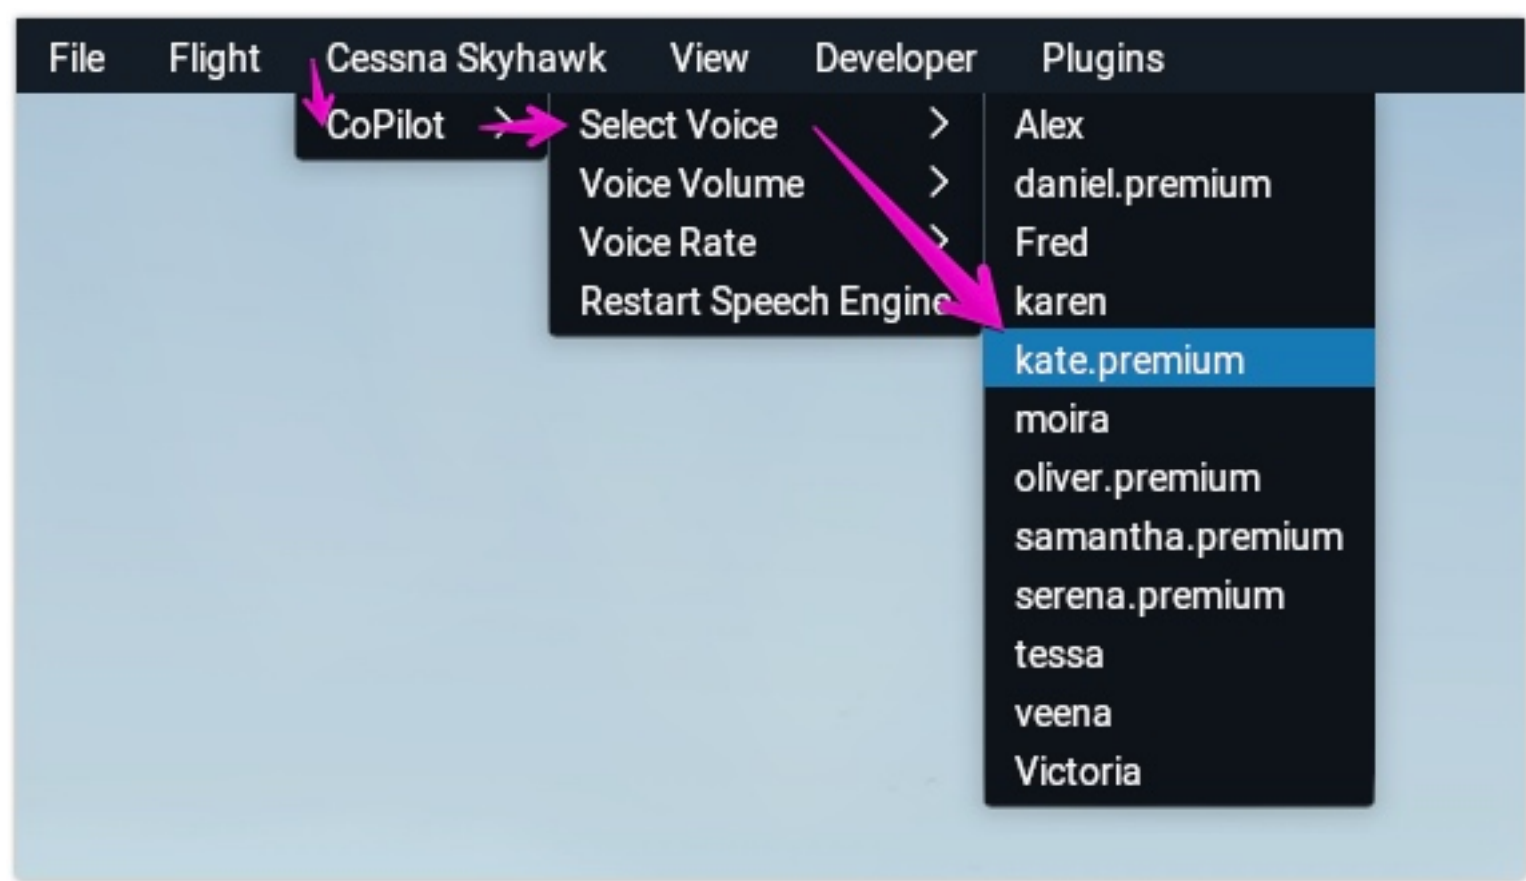 File Flight Cessna Skyhawk View Developer Plugins
CoPilot
Select Voice
Voice Volume
Voice Rate
Restart Speech Engine
Alex
daniel.premium
Fred
karen
kate.premium
moira
oliver.premium
samantha.premium
serena.premium
tessa
veena
Victoria